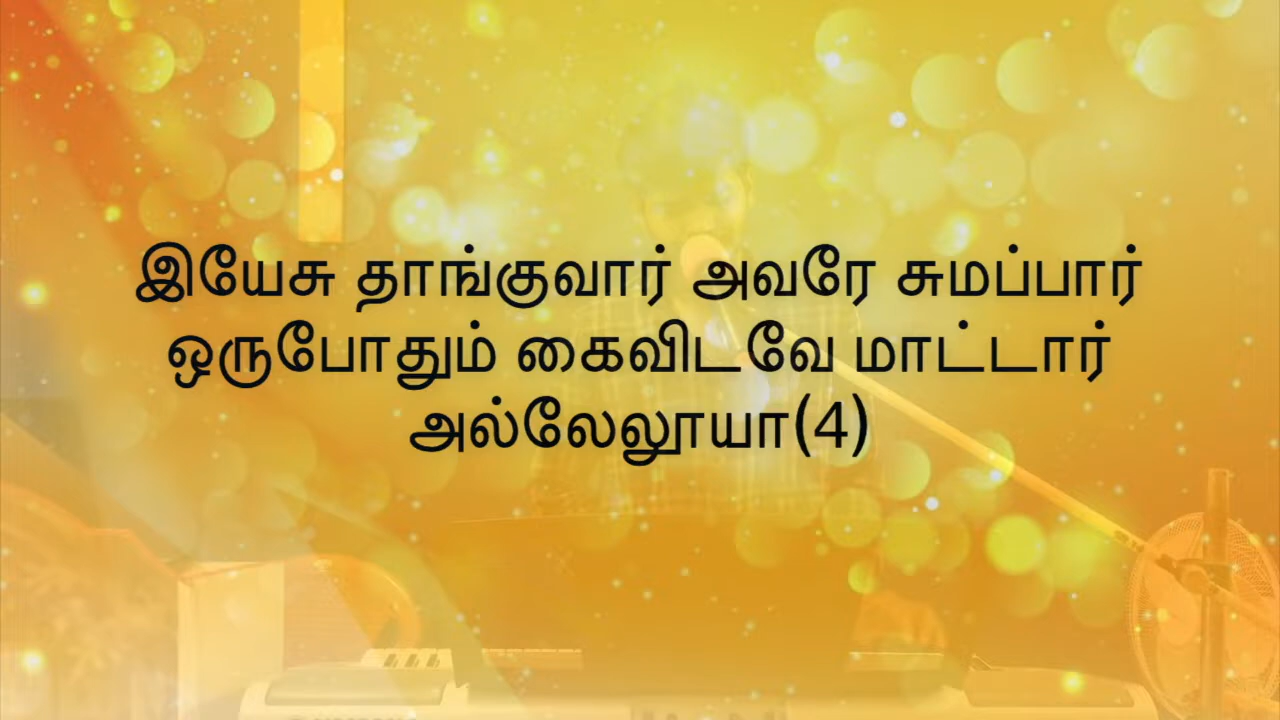 இயேசு தாங்குவார் அவரே சுமப்பார்
ஒருபோதும் கைவிடவே மாட்டார்
அல்லேலூயா(4)